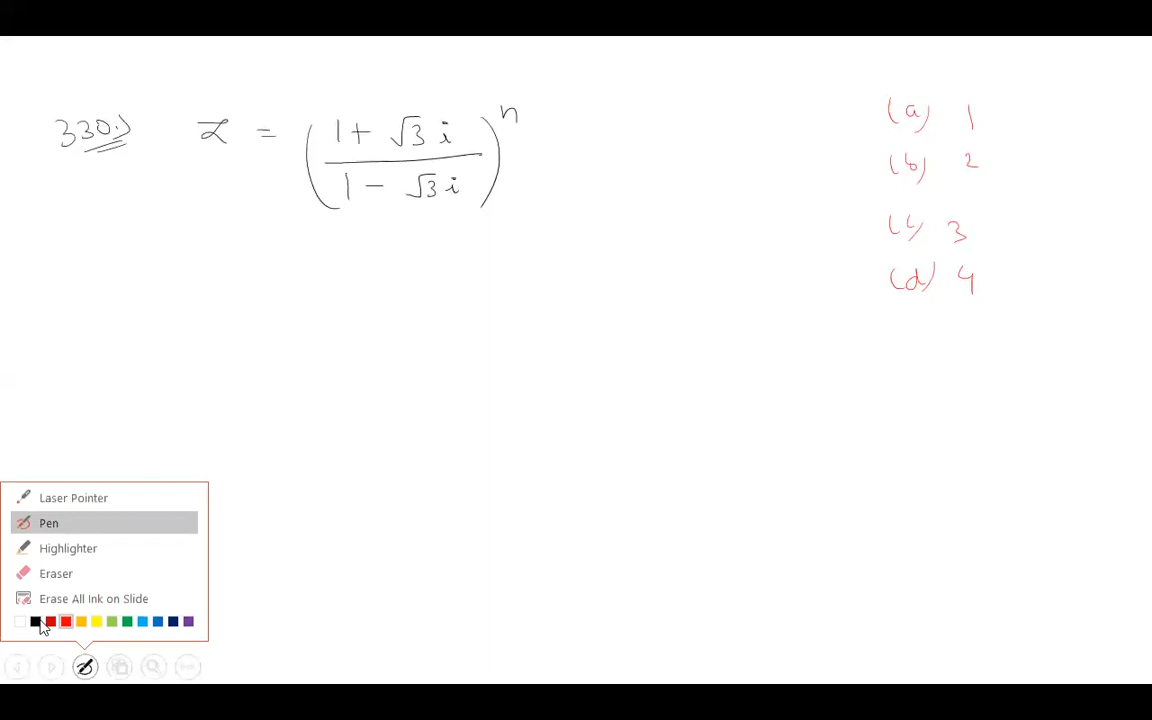 330.) z = ( (1 + √3 i) / (1 − √3 i) )^n
(a) 1
(b) 2
(c) 3
(d) 4
Laser Pointer
Pen
Highlighter
Eraser
Erase All Ink on Slide